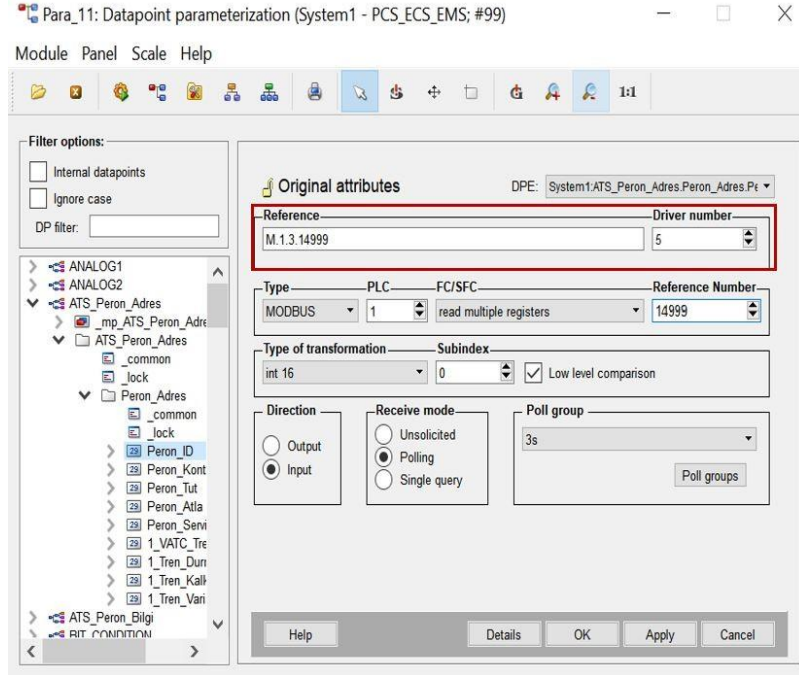 Para_11: Datapoint parameterization (System1 - PCS_ECS_EMS; #99)
Module Panel Scale Help
1:1
Filter options:
Internal datapoints
Ignore case
DP filter:
ANALOG1
ANALOG2
ATS_Peron_Adres
_mp_ATS_Peron_Adre
ATS_Peron_Adres
_common
_lock
Peron_Adres
_common
_lock
Peron_ID
Peron_Kont
Peron_Tut
Peron_Atla
Peron_Servi
1_VATC_Tre
1_Tren_Durr
1_Tren_Kalk
1_Tren_Vari
ATS_Peron_Bilgi
BIT_CONDITION
Original attributes
DPE: System1:ATS_Peron_Adres.Peron_Adres.Pe
Reference Driver number
M.1.3.14999 5
Type PLC FC/SFC Reference Number
MODBUS 1 read multiple registers 14999
Type of transformation Subindex
int 16 0 Low level comparison
Direction Receive mode Poll group
Output Unsolicited 3s
Input Polling
Single query Poll groups
Help Details OK Apply Cancel